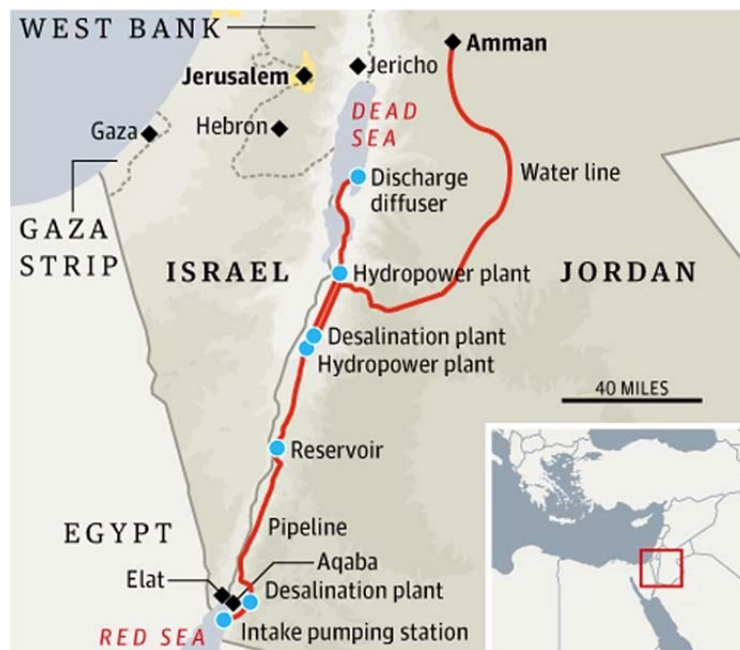 WEST BANK
Amman
Jerusalem
Jericho
DEAD
SEA
Gaza
Hebron
Discharge
diffuser
Water line
GAZA
STRIP
ISRAEL
Hydropower plant
JORDAN
Desalination plant
Hydropower plant
40 MILES
Reservoir
EGYPT
Pipeline
Aqaba
Elat
Desalination plant
RED SEA
Intake pumping station